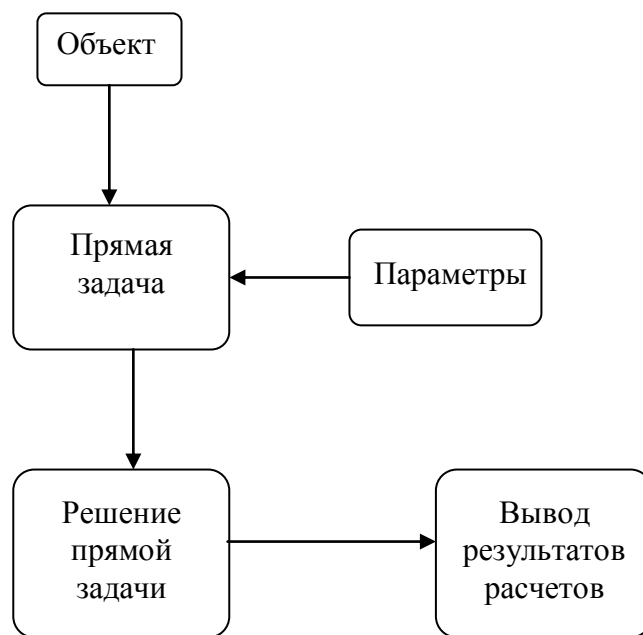 Объект
Прямая
задача
Параметры
Решение
прямой
задачи
Вывод
результатов
расчетов